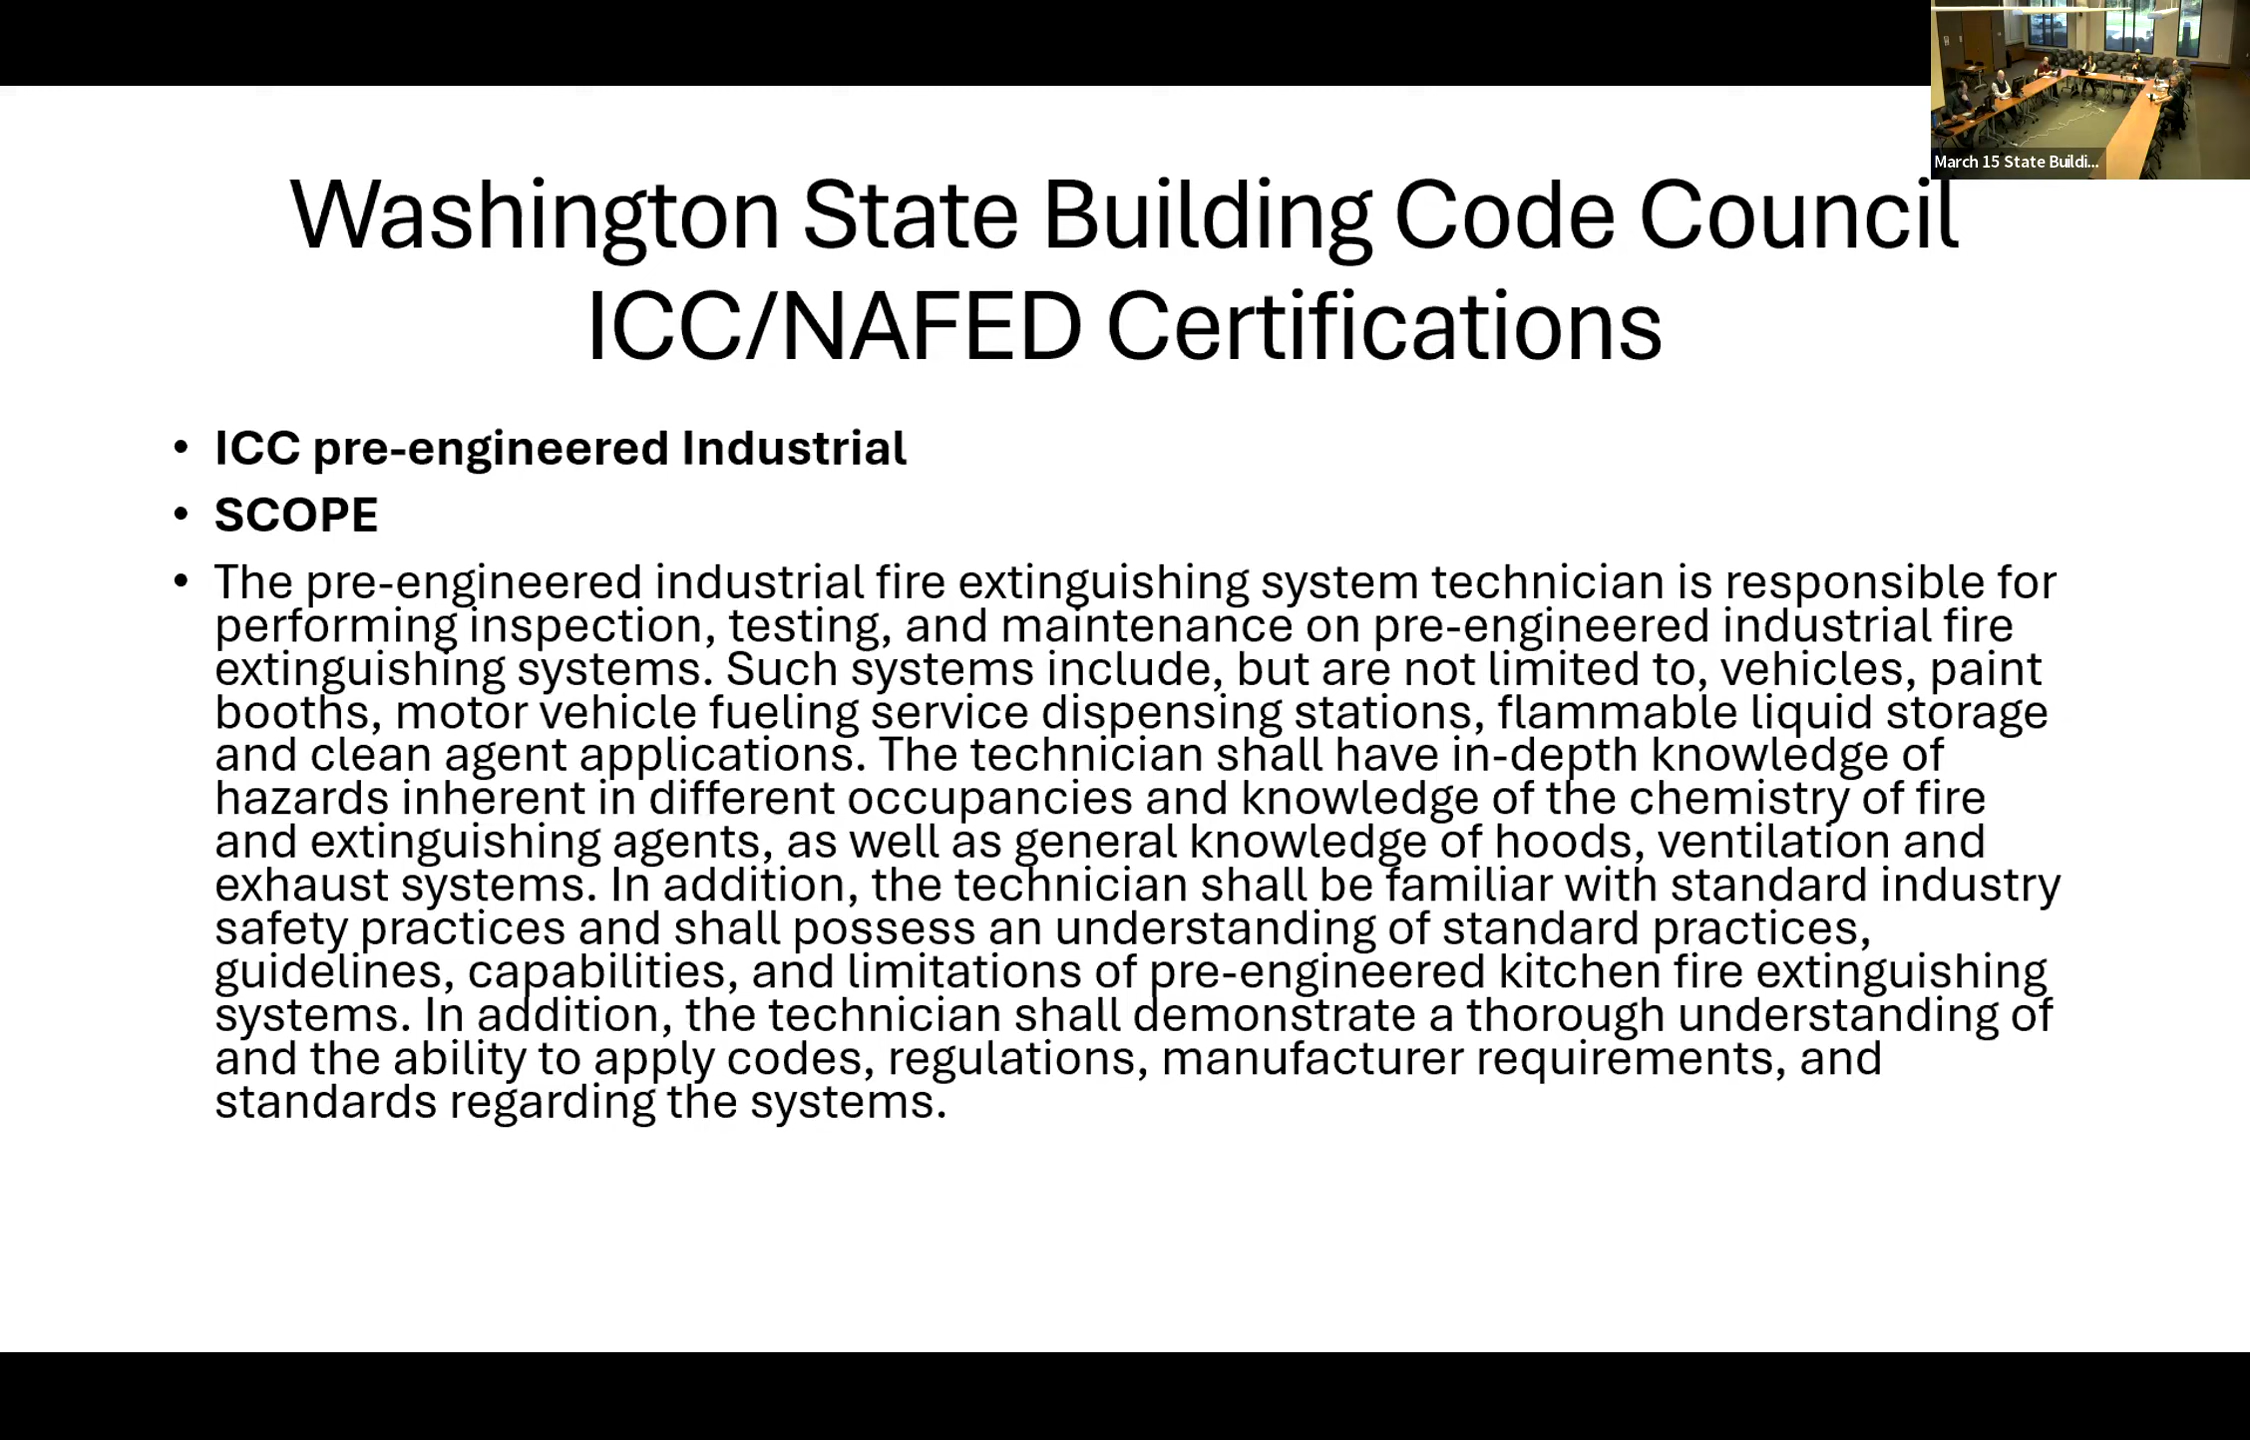 March 15 State Buildi...
Washington State Building Code Council
ICC/NAFED Certifications
• ICC pre-engineered Industrial
• SCOPE
• The pre-engineered industrial fire extinguishing system technician is responsible for
performing inspection, testing, and maintenance on pre-engineered industrial fire
extinguishing systems. Such systems include, but are not limited to, vehicles, paint
booths, motor vehicle fueling service dispensing stations, flammable liquid storage
and clean agent applications. The technician shall have in-depth knowledge of
hazards inherent in different occupancies and knowledge of the chemistry of fire
and extinguishing agents, as well as general knowledge of hoods, ventilation and
exhaust systems. In addition, the technician shall be familiar with standard industry
safety practices and shall possess an understanding of standard practices,
guidelines, capabilities, and limitations of pre-engineered kitchen fire extinguishing
systems. In addition, the technician shall demonstrate a thorough understanding of
and the ability to apply codes, regulations, manufacturer requirements, and
standards regarding the systems.